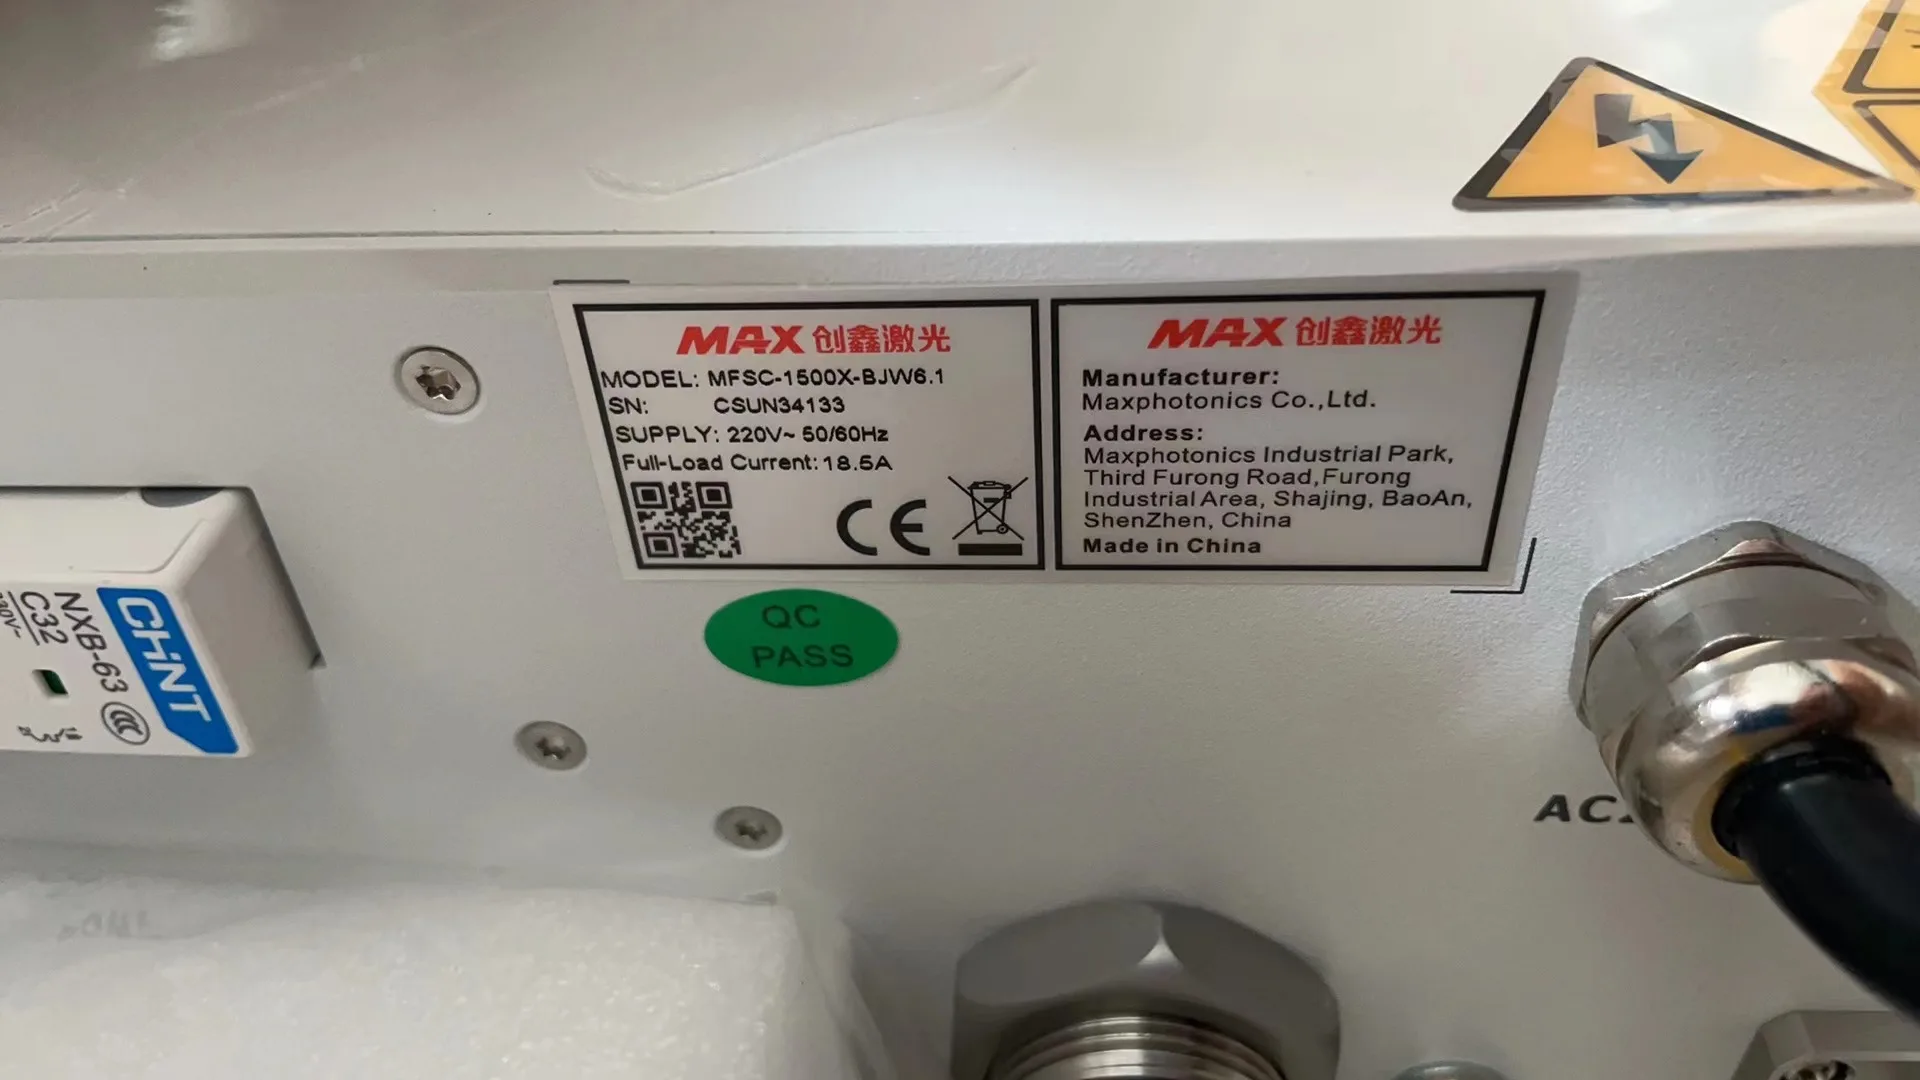 MAX 创鑫激光
MODEL: MFSC-1500X-BJW6.1
SN: CSUN34133
SUPPLY: 220V~ 50/60Hz
Full-Load Current: 18.5A
CE
MAX 创鑫激光
Manufacturer:
Maxphotonics Co.,Ltd.
Address:
Maxphotonics Industrial Park,
Third Furong Road,Furong
Industrial Area, Shajing, BaoAn,
ShenZhen, China
Made in China
QC
PASS
CHNT
NXB-63
C32
AC